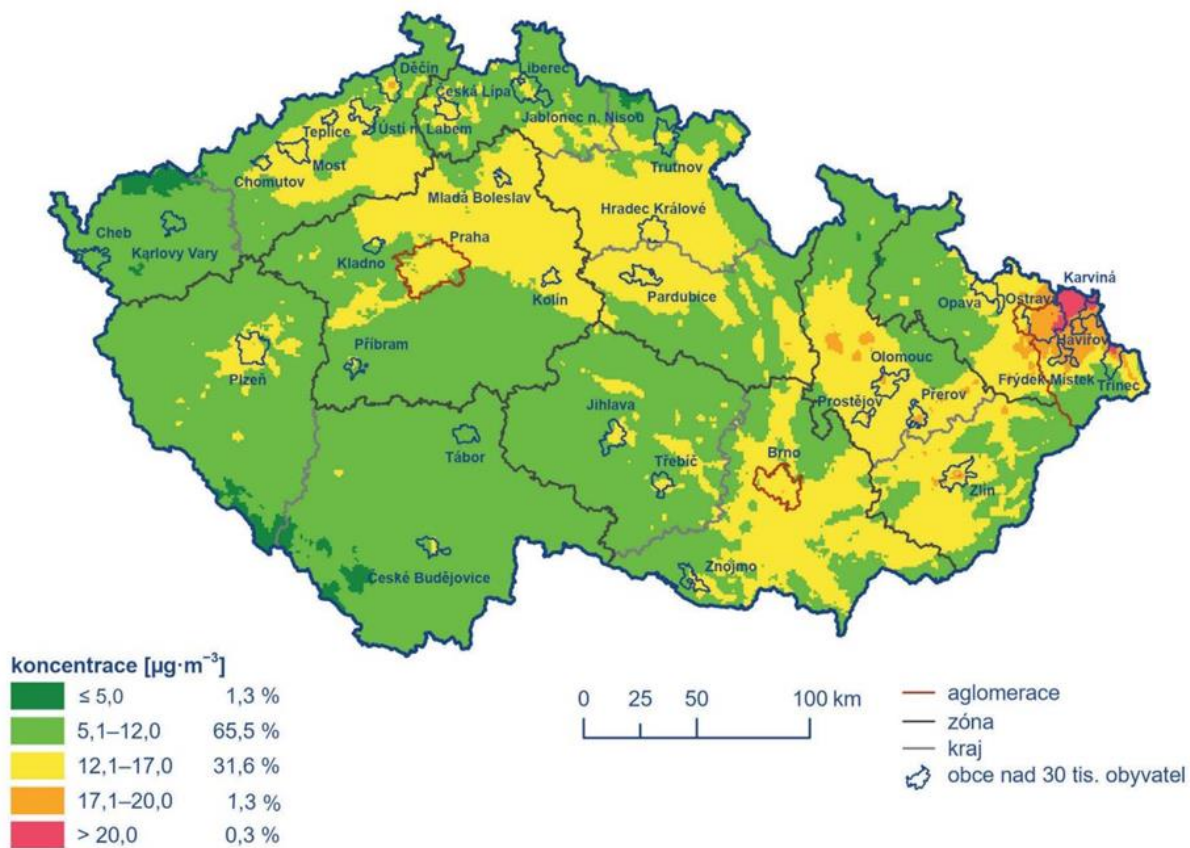 Děčín
Liberec
Česká Lípa
Jablonec n. Nisou
Teplice
Ústí n. Labem
Most
Chomutov
Trutnov
Mladá Boleslav
Hradec Králové
Cheb
Karlovy Vary
Kladno
Praha
Kolín
Pardubice
Karviná
Opava
Ostrava
Havířov
Příbram
Plzeň
Olomouc
Frýdek-Místek
Třinec
Prostějov
Přerov
Jihlava
Tábor
Třebíč
Brno
Zlín
České Budějovice
Znojmo
koncentrace [µg·m⁻³]
≤ 5,0 1,3 %
5,1–12,0 65,5 %
12,1–17,0 31,6 %
17,1–20,0 1,3 %
> 20,0 0,3 %
0 25 50 100 km
aglomerace
zóna
kraj
obce nad 30 tis. obyvatel